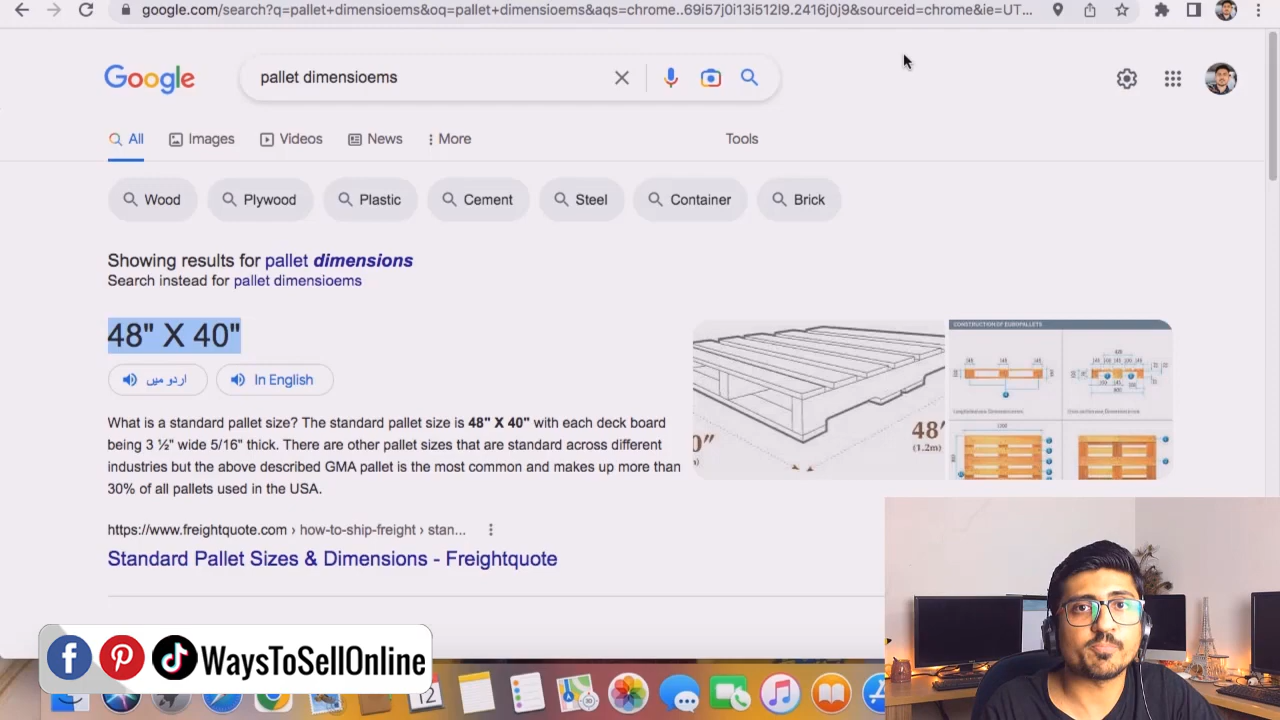 google.com/search?q=pallet+dimensioems&oq=pallet+dimensioems&aqs=chrome..69i57j0i13i512l9.2416j0j9&sourceid=chrome&ie=UT...
Google
pallet dimensioems
All
Images
Videos
News
More
Tools
Wood
Plywood
Plastic
Cement
Steel
Container
Brick
Showing results for pallet dimensions
Search instead for pallet dimensioems
48" X 40"
اردو میں
In English
What is a standard pallet size? The standard pallet size is 48" X 40" with each deck board
being 3 ½" wide 5/16" thick. There are other pallet sizes that are standard across different
industries but the above described GMA pallet is the most common and makes up more than
30% of all pallets used in the USA.
0"
48'
(1.2m)
CONSTRUCTION OF EUROPALLETS
https://www.freightquote.com › how-to-ship-freight › stan...
Standard Pallet Sizes & Dimensions - Freightquote
WaysToSellOnline
12